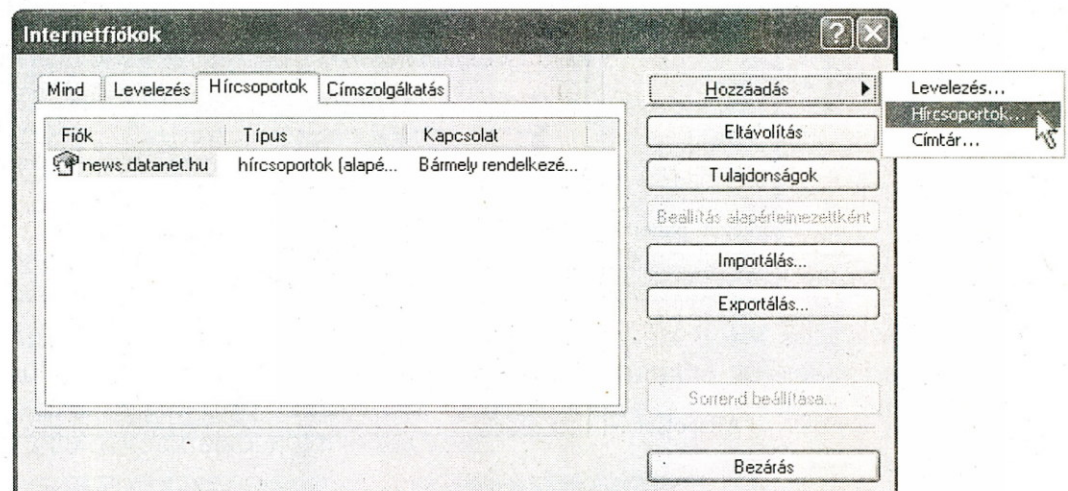 Internetfiókok
Mind Levelezés Hírcsoportok Címszolgáltatás
Fiók Típus Kapcsolat
news.datanet.hu hírcsoportok (alapé... Bármely rendelkezé...
Hozzáadás
Eltávolítás
Tulajdonságok
Beállítás alapértelmezettként
Importálás...
Exportálás...
Sorrend beállítása...
Bezárás
Levelezés...
Hírcsoportok...
Címtár...